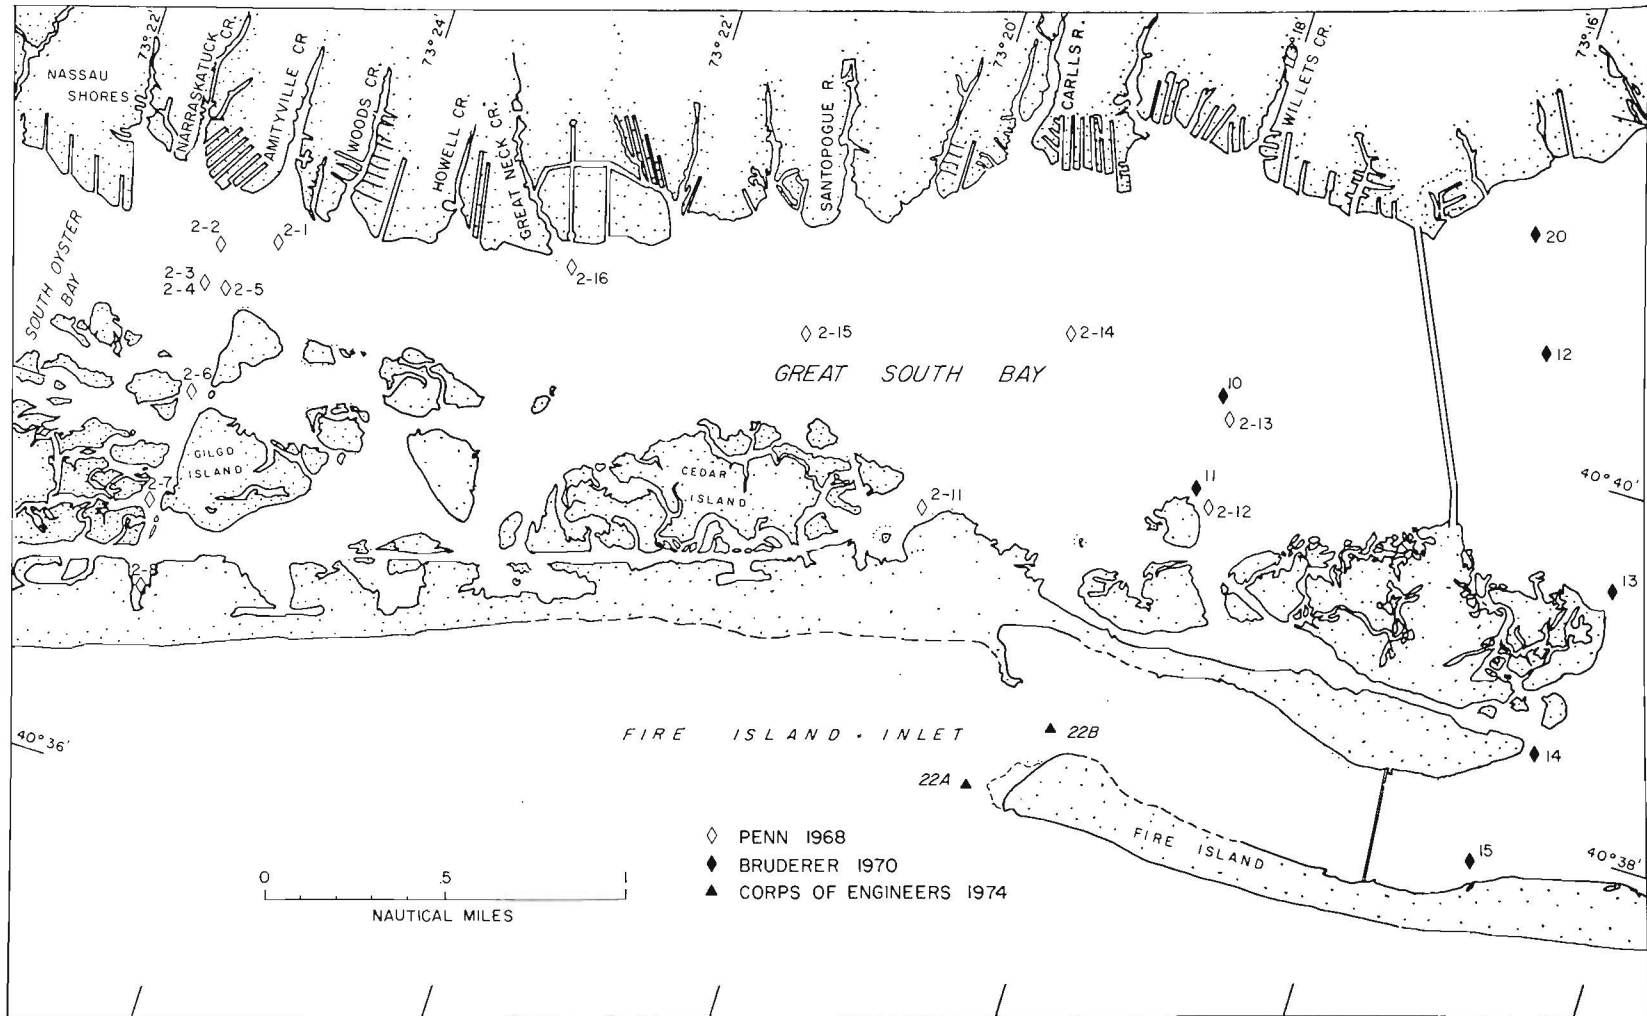 73° 22'
73° 24'
73° 22'
73° 20'
73° 18'
73° 16'
NASSAU
SHORES
NARRASKATUCK
CR.
AMITYVILLE CR
WOODS CR.
HOWELL CR.
GREAT NECK CR.
SANTOPOGUE R.
CARLLS R.
WILLETS CR.
SOUTH OYSTER
BAY
2-2
2-1
2-3
2-4
2-5
2-16
20
2-15
2-14
12
GREAT SOUTH BAY
2-6
10
2-13
GILGO
ISLAND
CEDAR
ISLAND
2-7
2-11
11
2-12
40° 40'
2-8
13
40° 36'
FIRE ISLAND INLET
22B
22A
14
FIRE ISLAND
15
40° 38'
PENN 1968
BRUDERER 1970
CORPS OF ENGINEERS 1974
0 .5 1
NAUTICAL MILES